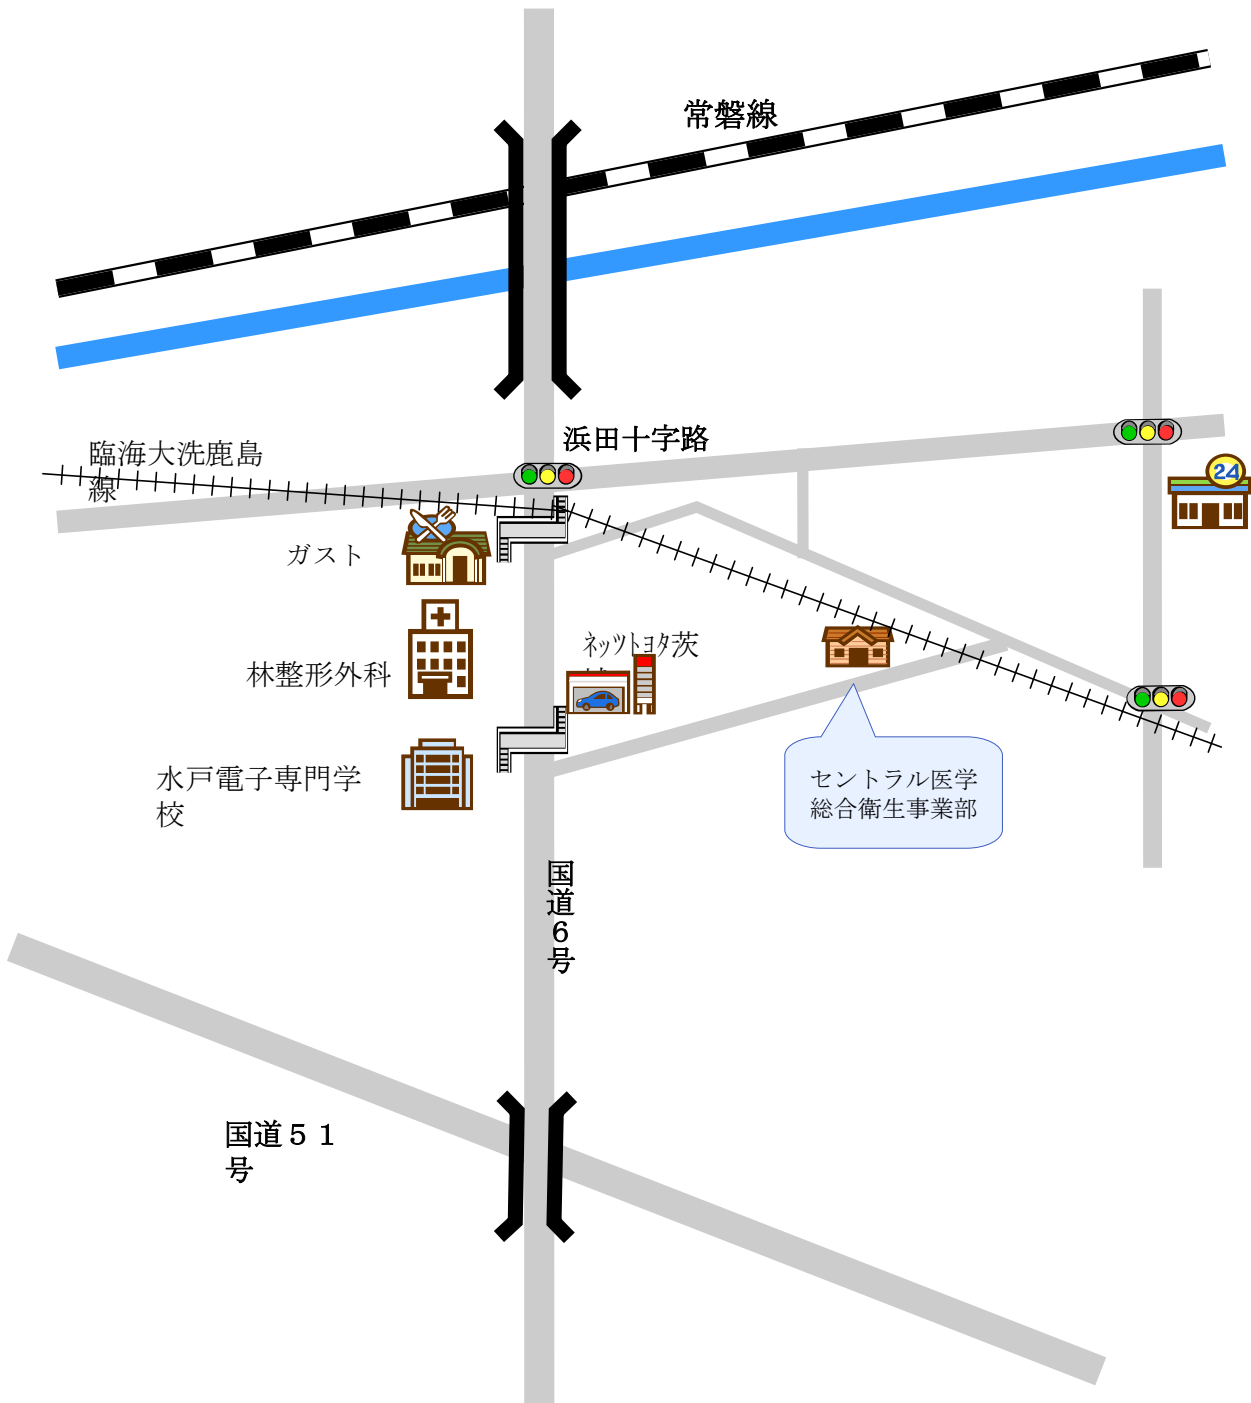 常磐線
浜田十字路
臨海大洗鹿島
線
24
ガスト
ﾈｯﾂﾄﾖﾀ茨
林整形外科
水戸電子専門学
校
セントラル医学
総合衛生事業部
国道６号
国道５１
号